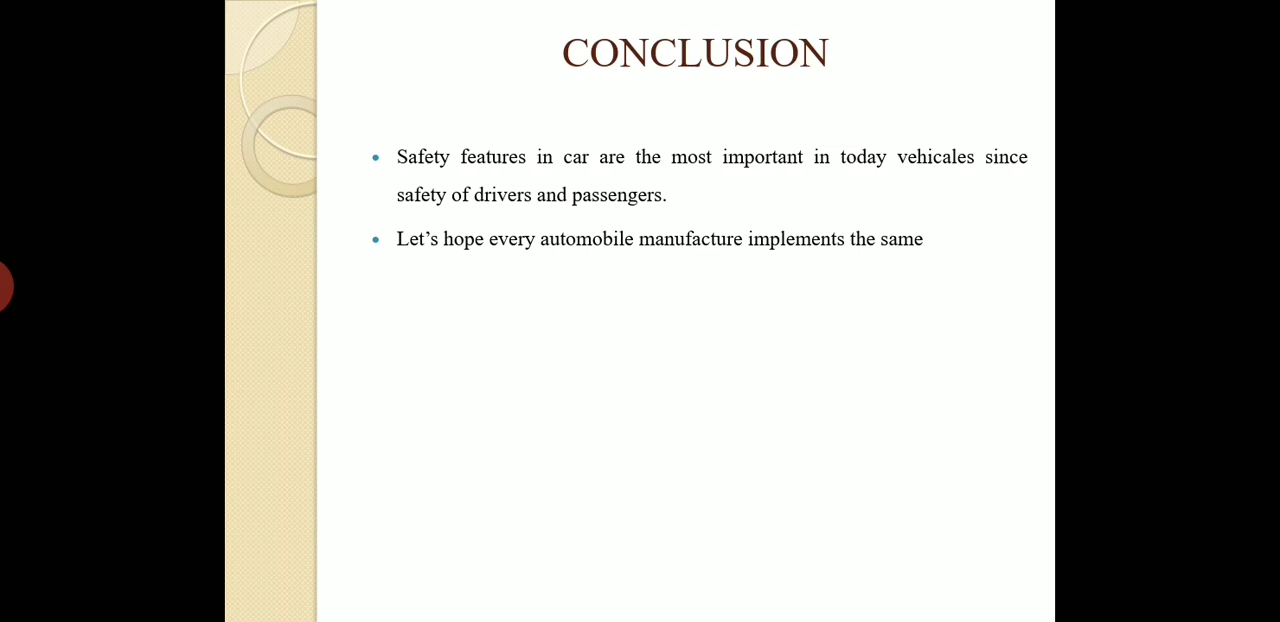 CONCLUSION
• Safety features in car are the most important in today vehicales since
safety of drivers and passengers.
• Let’s hope every automobile manufacture implements the same